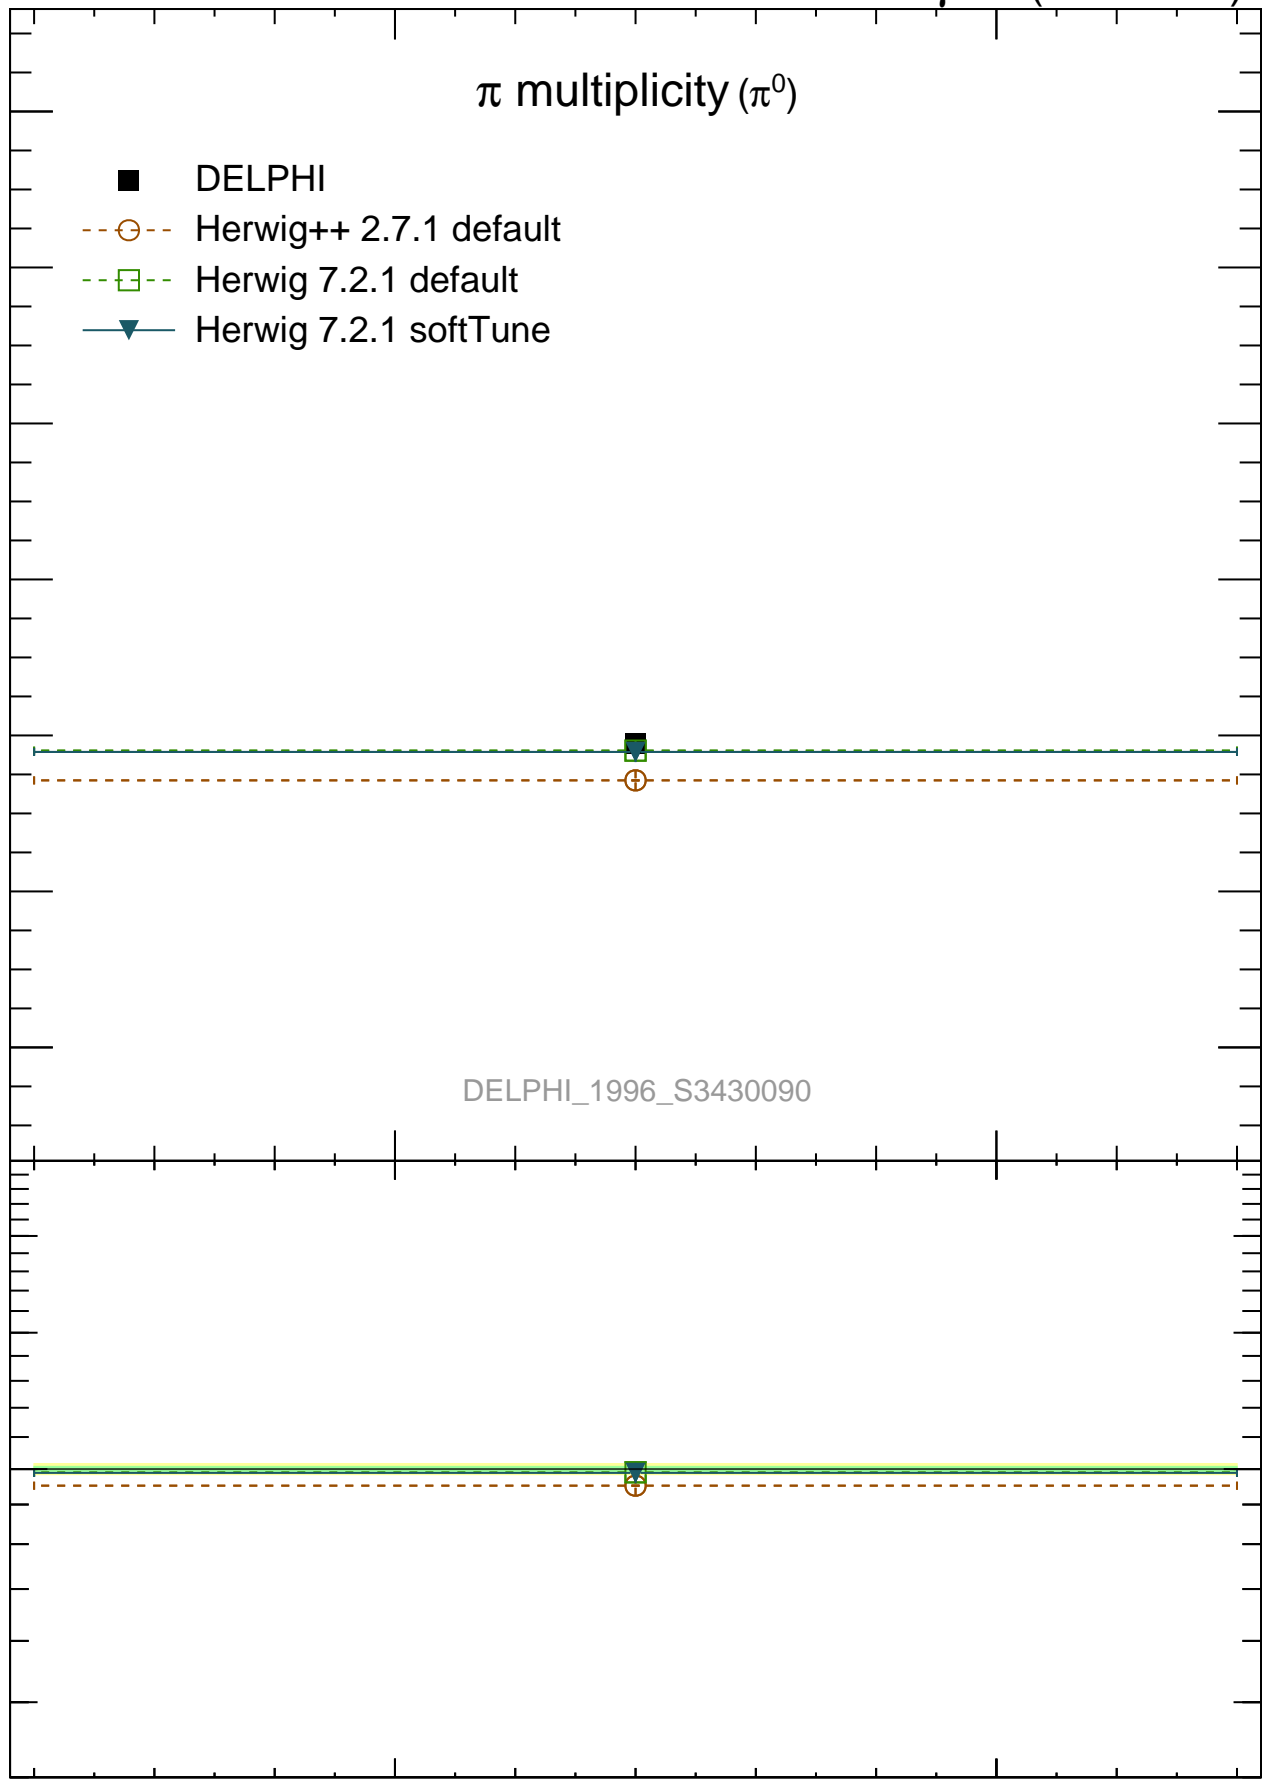 π multiplicity (π⁰)
DELPHI
Herwig++ 2.7.1 default
Herwig 7.2.1 default
Herwig 7.2.1 softTune
DELPHI_1996_S3430090